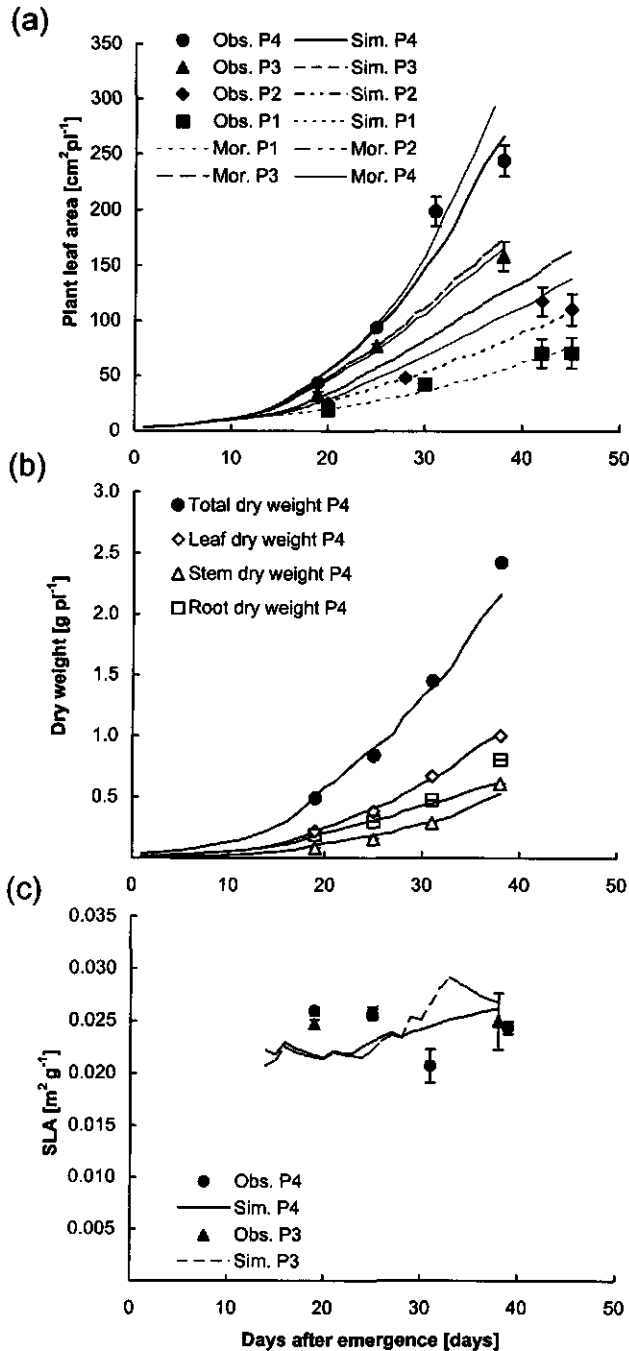 (a)
350
300
250
200
150
100
50
0
Plant leaf area [cm²pl⁻¹]
Obs. P4 Sim. P4
Obs. P3 Sim. P3
Obs. P2 Sim. P2
Obs. P1 Sim. P1
Mor. P1 Mor. P2
Mor. P3 Mor. P4
0 10 20 30 40 50
(b)
3.0
2.5
2.0
1.5
1.0
0.5
Dry weight [g pl⁻¹]
Total dry weight P4
Leaf dry weight P4
Stem dry weight P4
Root dry weight P4
0 10 20 30 40 50
(c)
0.035
0.030
0.025
0.020
0.015
0.010
0.005
SLA [m² g⁻¹]
Obs. P4
Sim. P4
Obs. P3
Sim. P3
0 10 20 30 40 50
Days after emergence [days]